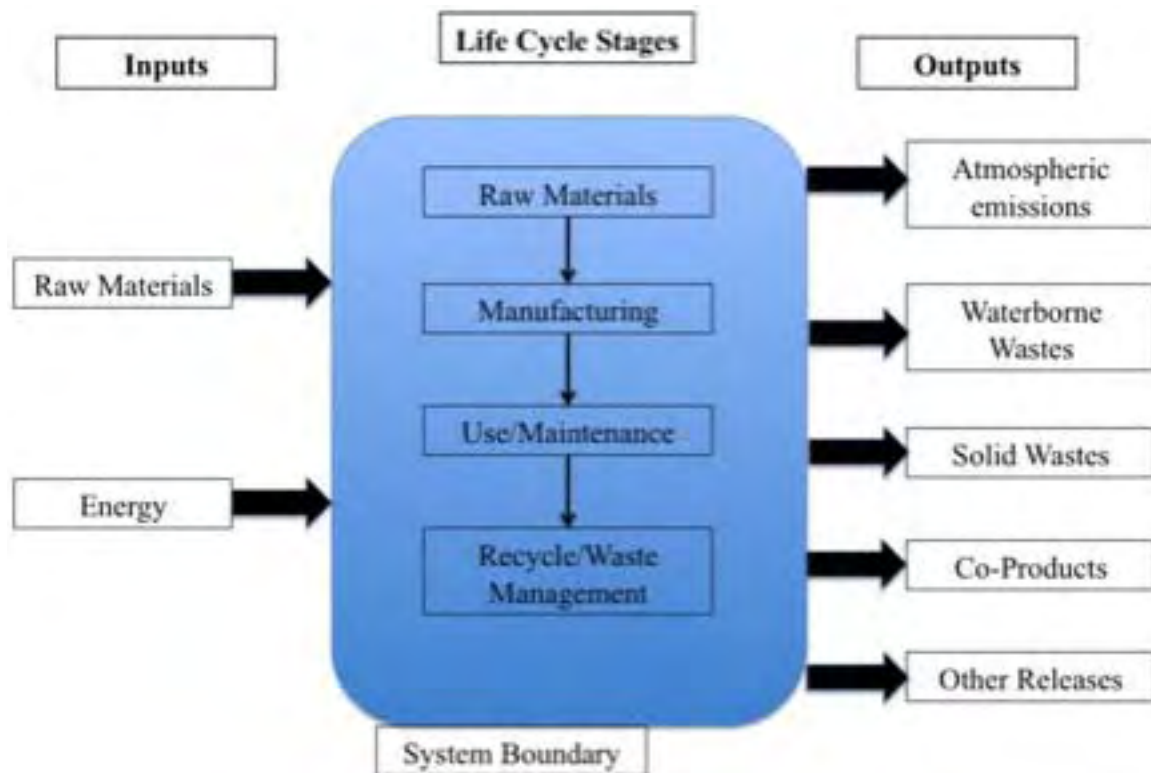 Life Cycle Stages
Inputs
Outputs
Raw Materials
Energy
Raw Materials
Manufacturing
Use/Maintenance
Recycle/Waste
Management
System Boundary
Atmospheric
emissions
Waterborne
Wastes
Solid Wastes
Co-Products
Other Releases